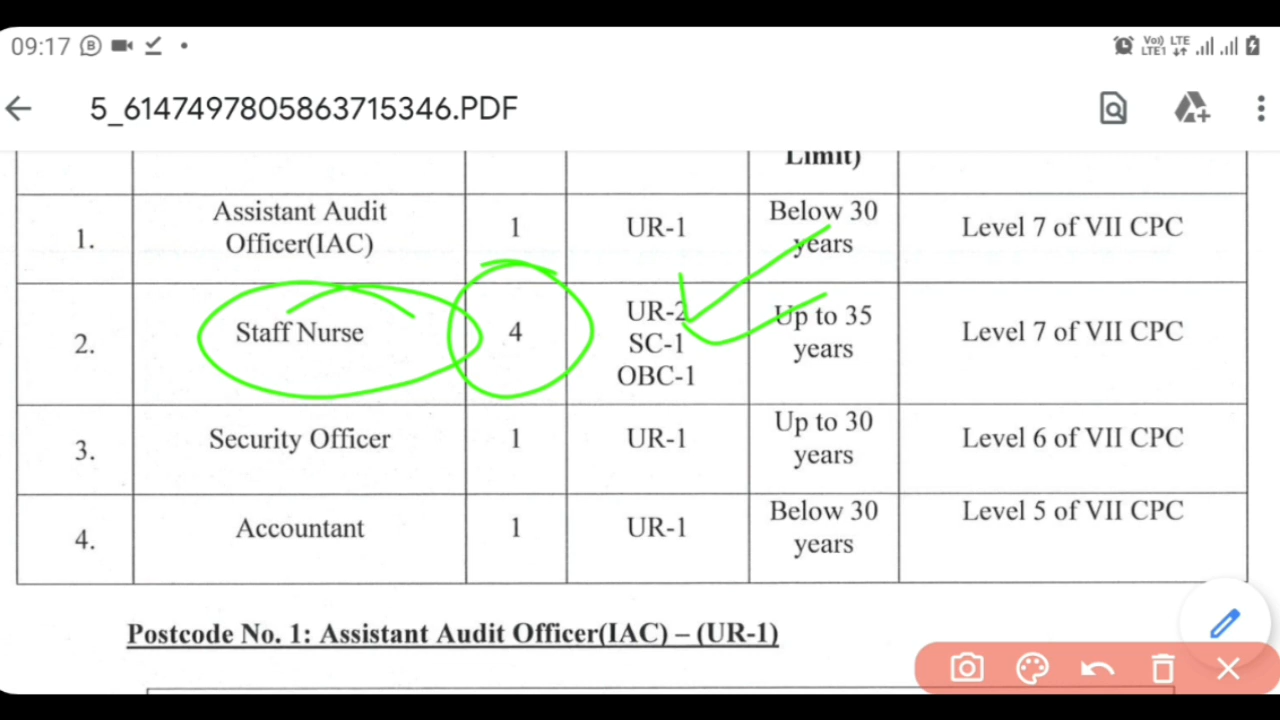 09:17
Vo) LTE
LTE1
5_6147497805863715346.PDF
Limit)
1. Assistant Audit Officer(IAC) 1 UR-1 Below 30 years Level 7 of VII CPC
2. Staff Nurse 4 UR-2 SC-1 OBC-1 Up to 35 years Level 7 of VII CPC
3. Security Officer 1 UR-1 Up to 30 years Level 6 of VII CPC
4. Accountant 1 UR-1 Below 30 years Level 5 of VII CPC
Postcode No. 1: Assistant Audit Officer(IAC) – (UR-1)